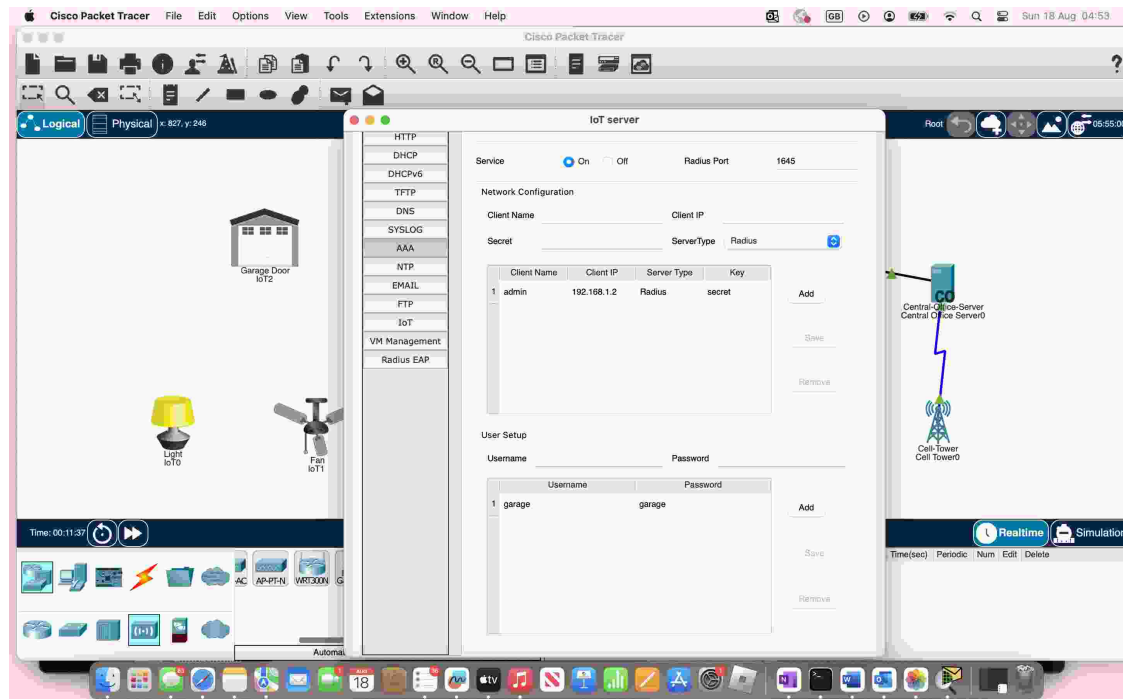 Cisco Packet Tracer File Edit Options View Tools Extensions Window Help GB Sun 18 Aug 04:53
Cisco Packet Tracer
?
Logical Physical x: 827, y: 246
Root 05:55:00
IoT server
HTTP
DHCP
DHCPv6
TFTP
DNS
SYSLOG
AAA
NTP
EMAIL
FTP
IoT
VM Management
Radius EAP
Service On Off Radius Port 1645
Network Configuration
Client Name Client IP
Secret ServerType Radius
Client Name Client IP Server Type Key
1 admin 192.168.1.2 Radius secret
Add
Save
Remove
User Setup
Username Password
Username Password
1 garage garage
Add
Save
Remove
Garage Door
IoT2
Light
IoT0
Fan
IoT1
CO
Central-Office-Server
Central Office Server0
Cell-Tower
Cell Tower0
Time: 00:11:37
Realtime Simulation
Time(sec) Periodic Num Edit Delete
AC AP-PT-N WRT300N
Automa
AUG
18
tv